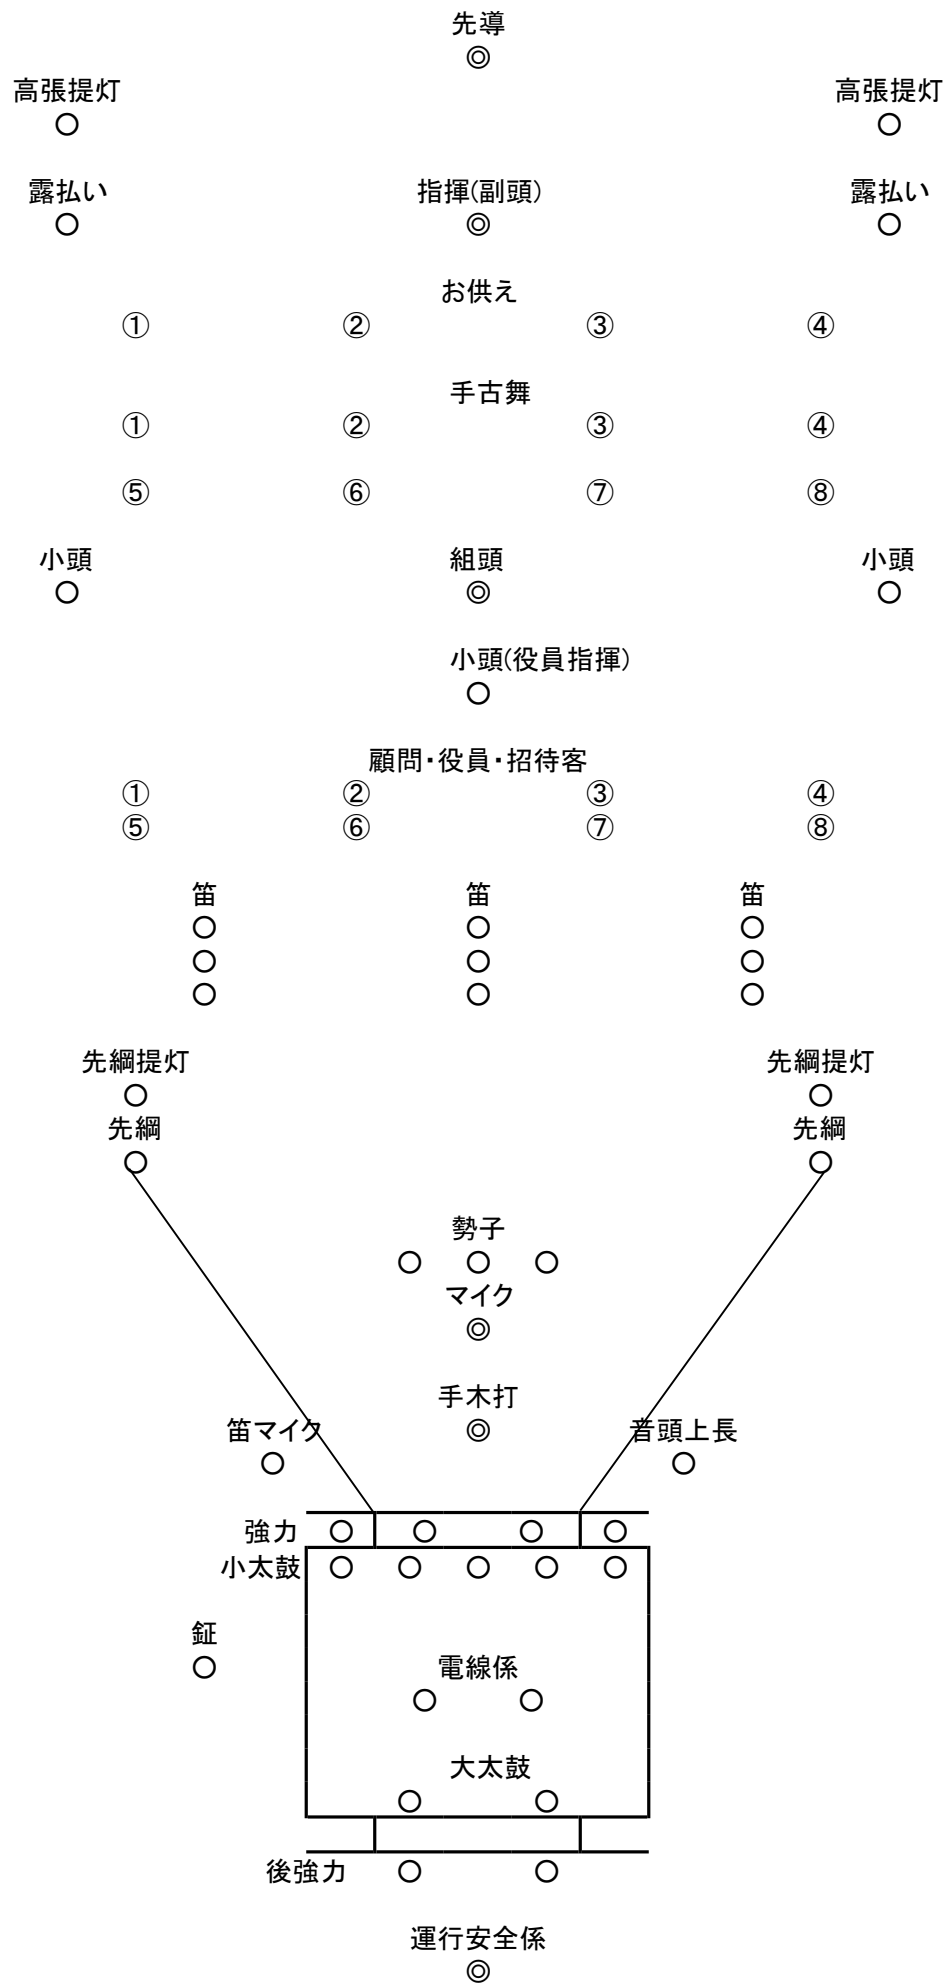 先導
◎
高張提灯 高張提灯
○ ○
露払い 指揮(副頭) 露払い
○ ◎ ○
お供え
① ② ③ ④
手古舞
① ② ③ ④
⑤ ⑥ ⑦ ⑧
小頭 組頭 小頭
○ ◎ ○
小頭(役員指揮)
○
顧問・役員・招待客
① ② ③ ④
⑤ ⑥ ⑦ ⑧
笛 笛 笛
○ ○ ○
○ ○ ○
○ ○ ○
先綱提灯 先綱提灯
○ ○
先綱 先綱
○ ○
勢子
○ ○ ○
マイク
◎
手木打
◎
笛マイク 音頭上長
○ ○
強力 ○ ○ ○ ○
小太鼓 ○ ○ ○ ○ ○
鉦
○
電線係
○ ○
大太鼓
○ ○
後強力 ○ ○
運行安全係
◎